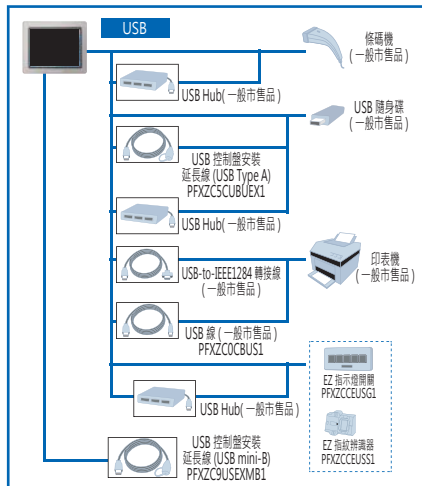 USB
條碼機
( 一般市售品 )
USB Hub( 一般市售品 )
USB 隨身碟
( 一般市售品 )
USB 控制盤安裝
延長線 (USB Type A)
PFXZC5CUBUEX1
USB Hub( 一般市售品 )
USB-to-IEEE1284 轉接線
( 一般市售品 )
印表機
( 一般市售品 )
USB 線 ( 一般市售品 )
PFXZC0CBUS1
EZ 指示燈開關
PFXZCCEUSG1
USB Hub( 一般市售品 )
EZ 指紋辨識器
PFXZCCEUSS1
USB 控制盤安裝
延長線 (USB mini-B)
PFXZC9USEXMB1